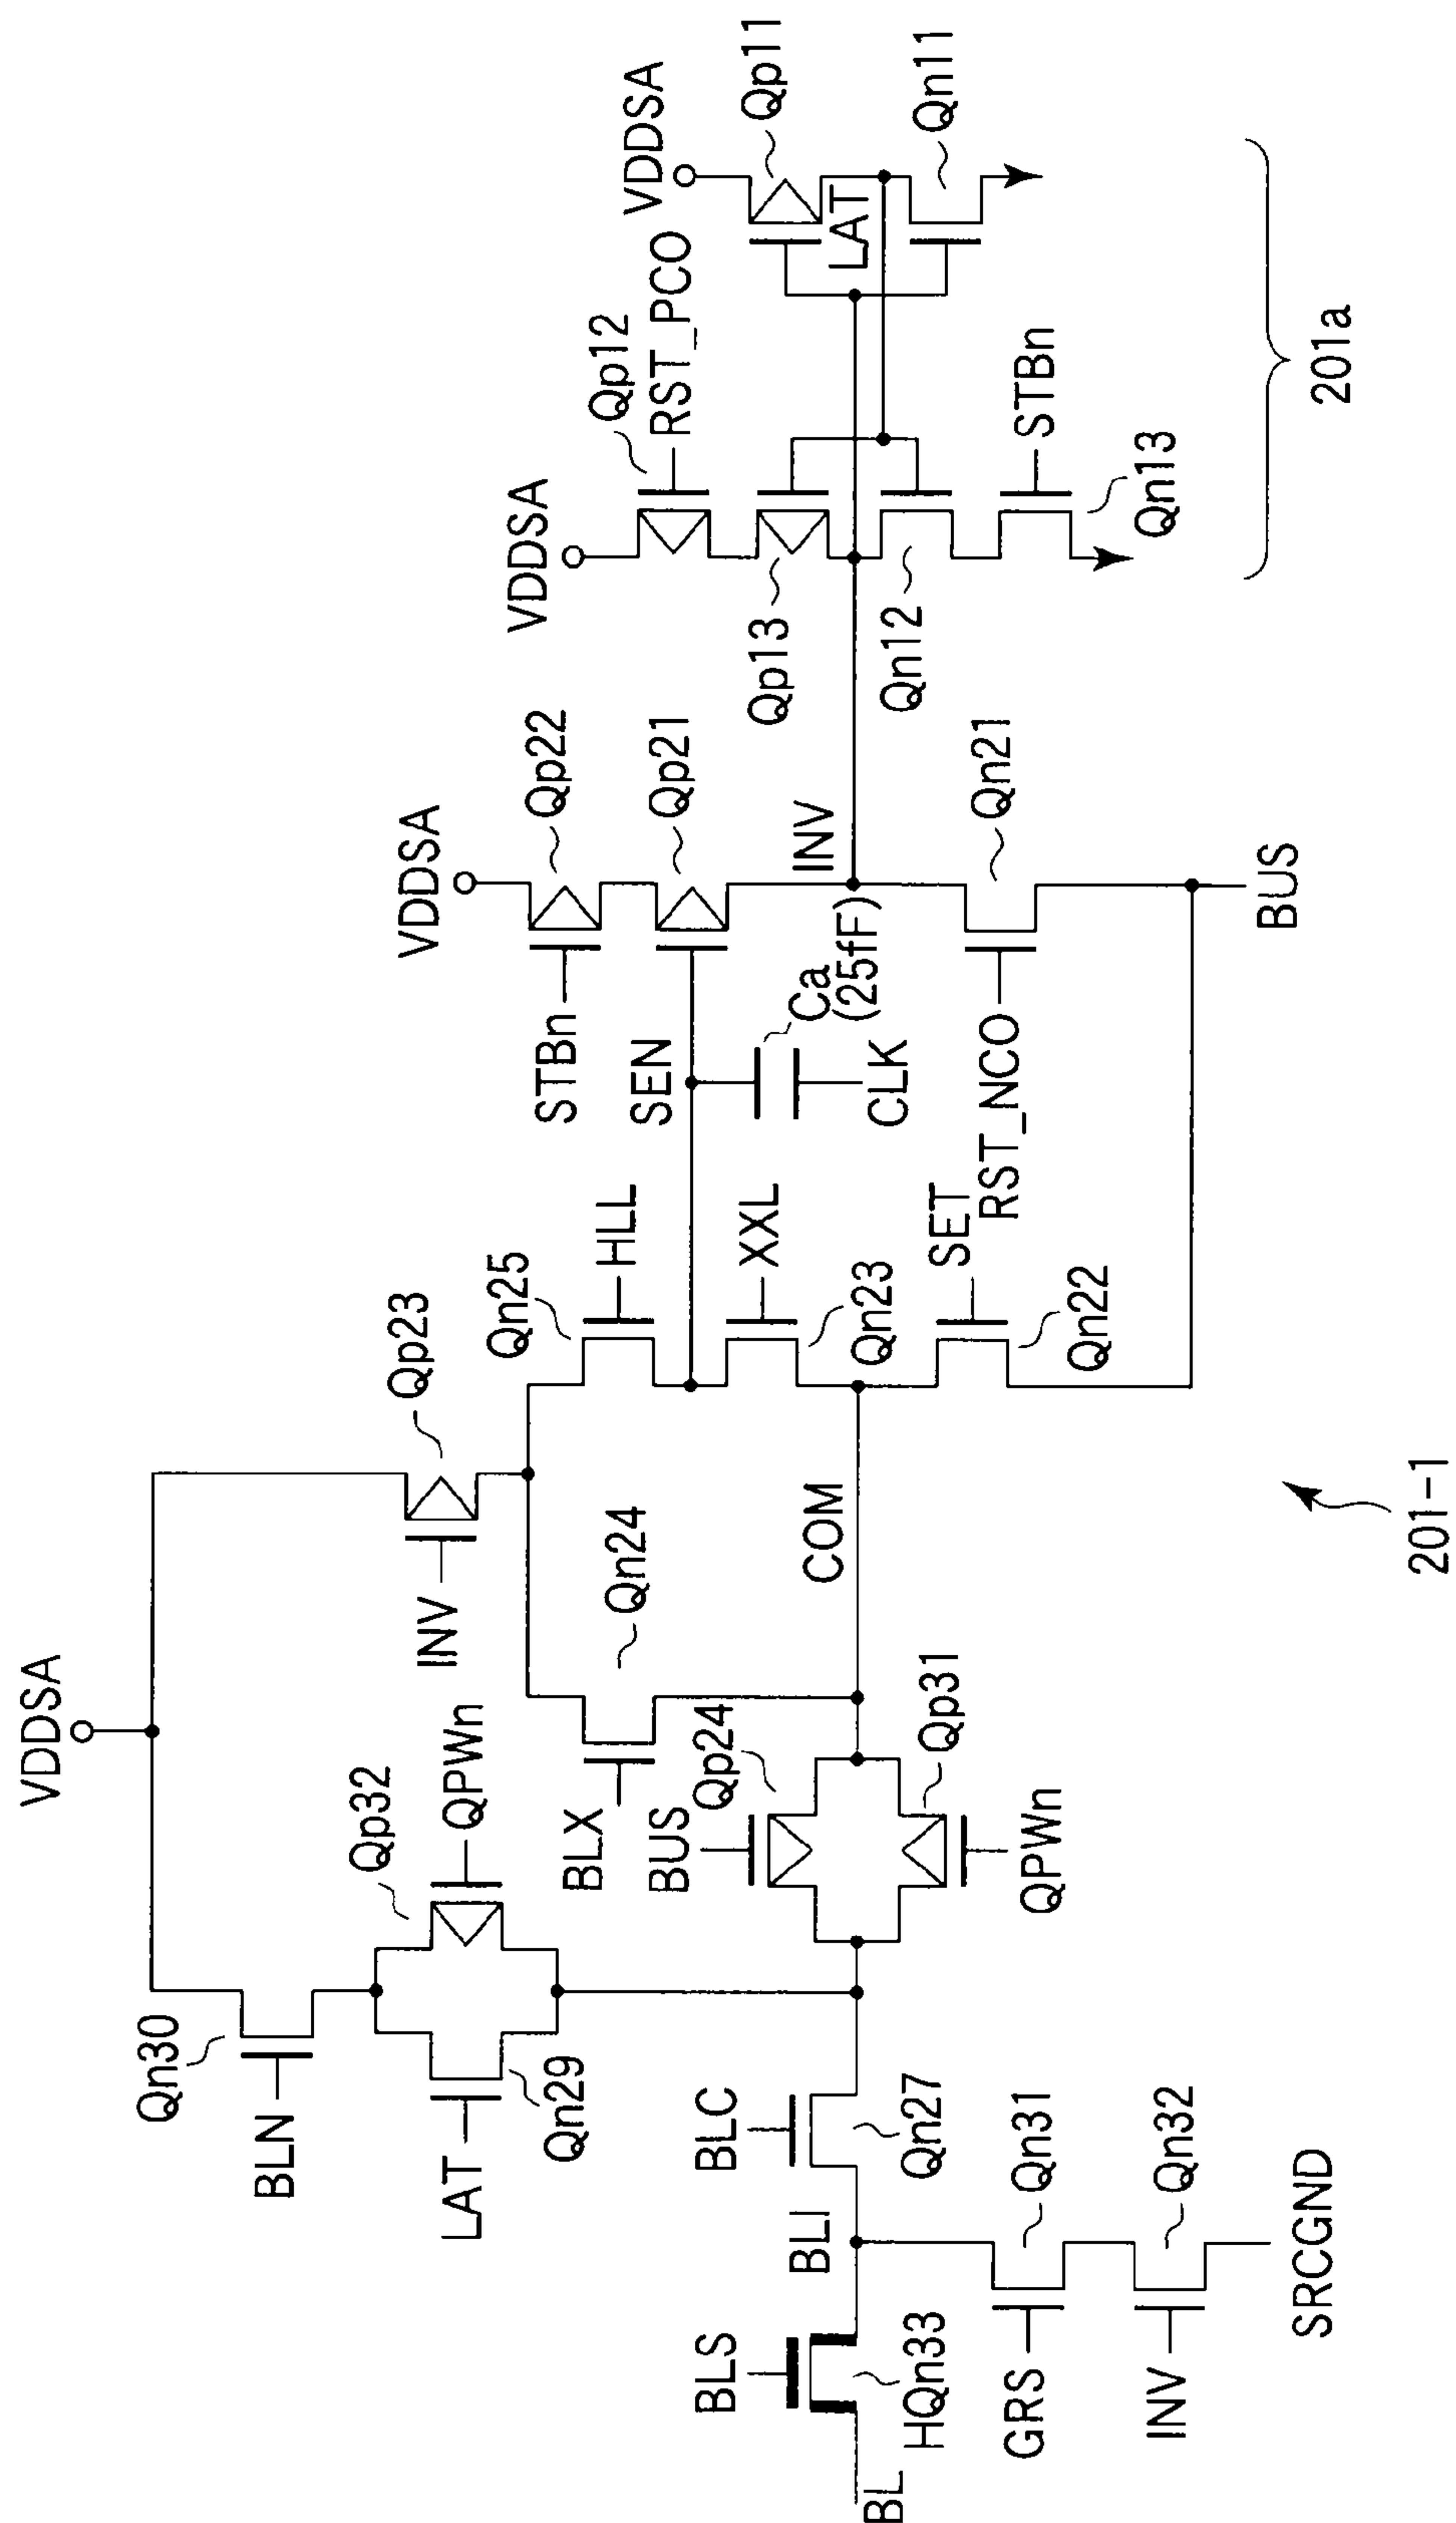 VDDSA
Qn30
BLN
Qp32
QPWn
LAT
Qn29
INV
Qp23
BLX
Qn24
Qn25
HLL
BUS
Qp24
Qp31
QPWn
COM
XXL
Qn23
SET
Qn22
BL
BLS
HQn33
BLI
BLC
Qn27
GRS
Qn31
INV
Qn32
SRCGND
VDDSA
STBn
Qp22
Qp21
SEN
Ca
(25fF)
CLK
INV
RST_NCO
Qn21
BUS
VDDSA
Qp12
RST_PCO
Qp13
Qn12
STBn
Qn13
VDDSA
Qp11
LAT
Qn11
201a
201-1